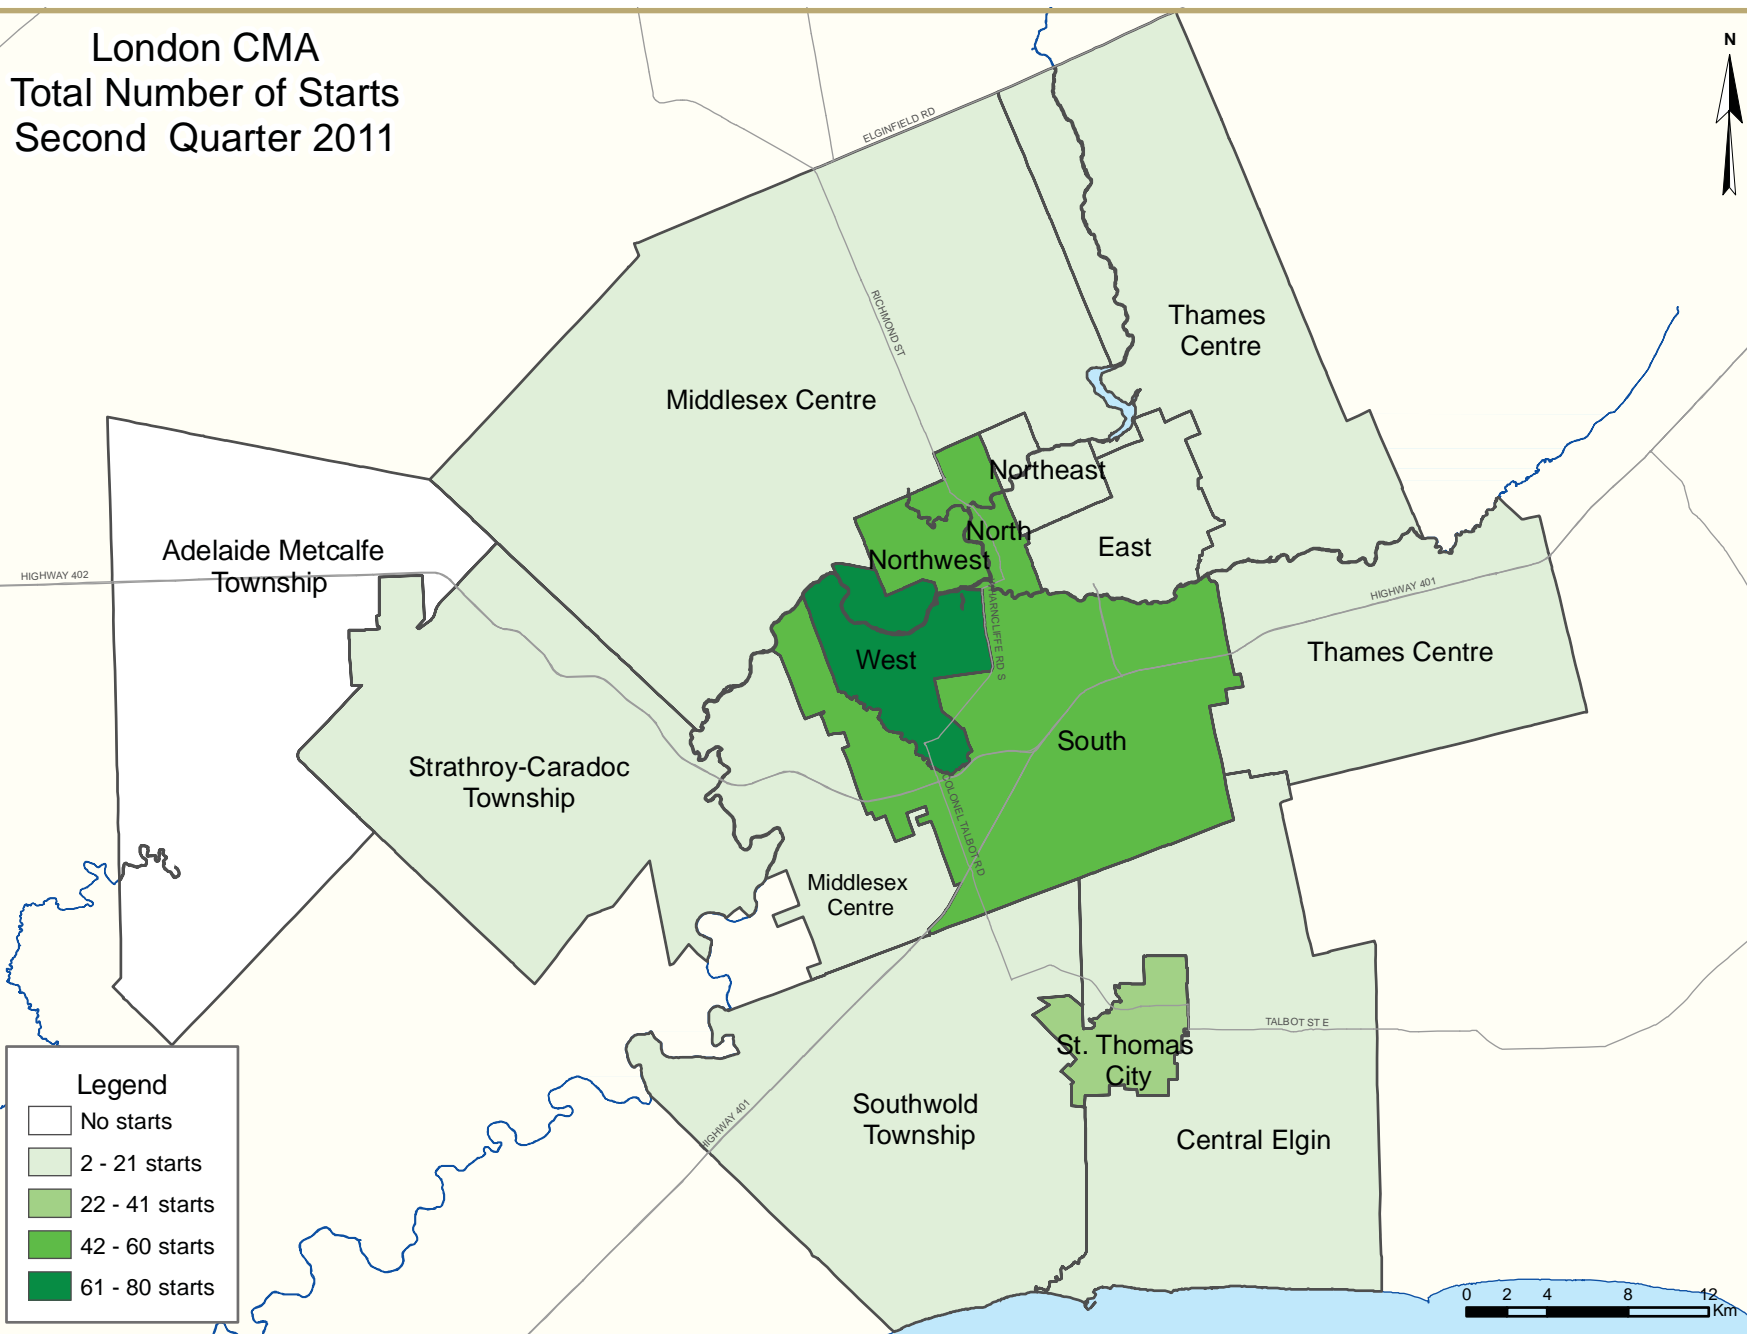 London CMA
Total Number of Starts
Second Quarter 2011
N
ELGINFIELD RD
RICHMOND ST
Thames
Centre
Middlesex Centre
Northeast
North
East
Northwest
Adelaide Metcalfe
Township
HIGHWAY 402
HIGHWAY 401
WHARNCLIFFE RD S
West
Thames Centre
South
Strathroy-Caradoc
Township
COLONEL TALBOT RD
Middlesex
Centre
TALBOT ST E
St. Thomas
City
Southwold
Township
HIGHWAY 401
Central Elgin
Legend
No starts
2 - 21 starts
22 - 41 starts
42 - 60 starts
61 - 80 starts
0 2 4 8 12
Km